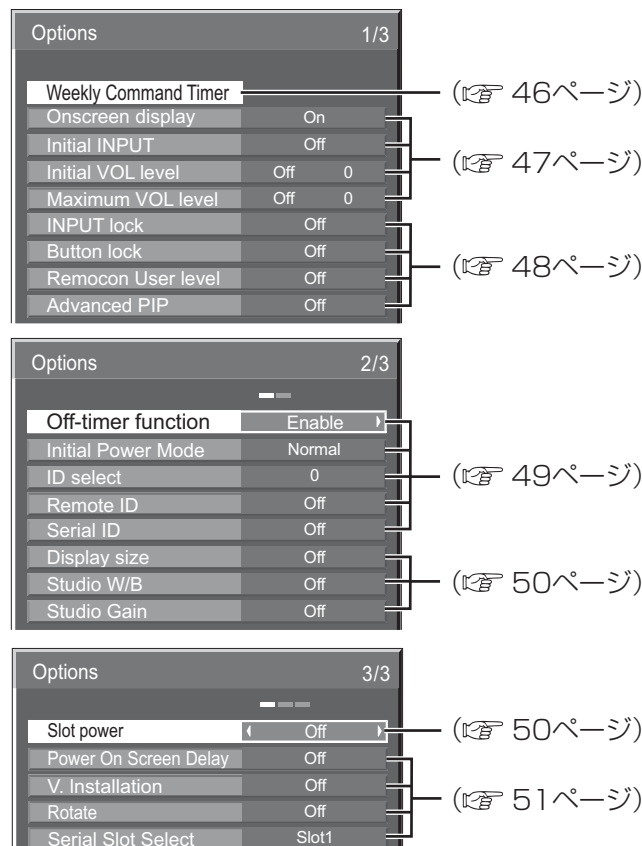 Options 1/3
Weekly Command Timer (☞ 46ページ)
Onscreen display On
Initial INPUT Off
Initial VOL level Off 0 (☞ 47ページ)
Maximum VOL level Off 0
INPUT lock Off
Button lock Off
Remocon User level Off (☞ 48ページ)
Advanced PIP Off
Options 2/3
Off-timer function Enable
Initial Power Mode Normal
ID select 0 (☞ 49ページ)
Remote ID Off
Serial ID Off
Display size Off
Studio W/B Off (☞ 50ページ)
Studio Gain Off
Options 3/3
Slot power Off (☞ 50ページ)
Power On Screen Delay Off
V. Installation Off (☞ 51ページ)
Rotate Off
Serial Slot Select Slot1